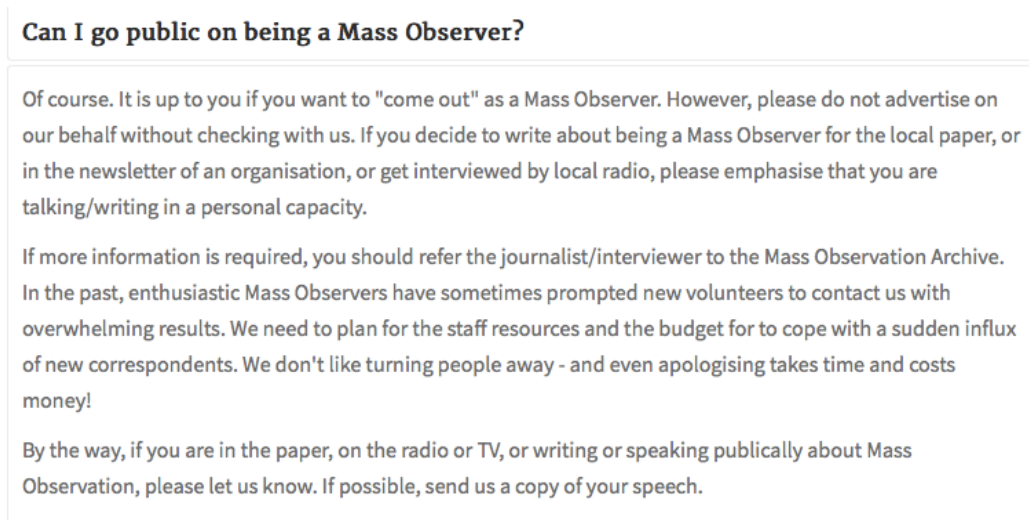 Can I go public on being a Mass Observer?
Of course. It is up to you if you want to "come out" as a Mass Observer. However, please do not advertise on
our behalf without checking with us. If you decide to write about being a Mass Observer for the local paper, or
in the newsletter of an organisation, or get interviewed by local radio, please emphasise that you are
talking/writing in a personal capacity.
If more information is required, you should refer the journalist/interviewer to the Mass Observation Archive.
In the past, enthusiastic Mass Observers have sometimes prompted new volunteers to contact us with
overwhelming results. We need to plan for the staff resources and the budget for to cope with a sudden influx
of new correspondents. We don't like turning people away - and even apologising takes time and costs
money!
By the way, if you are in the paper, on the radio or TV, or writing or speaking publically about Mass
Observation, please let us know. If possible, send us a copy of your speech.